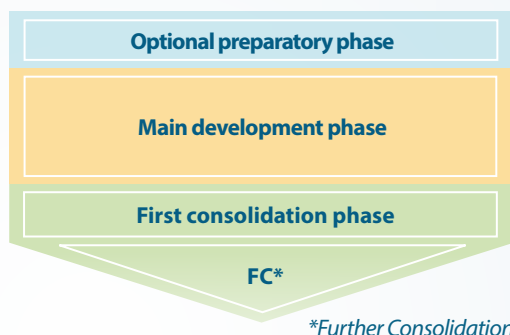 Optional preparatory phase
Main development phase
First consolidation phase
FC*
*Further Consolidation